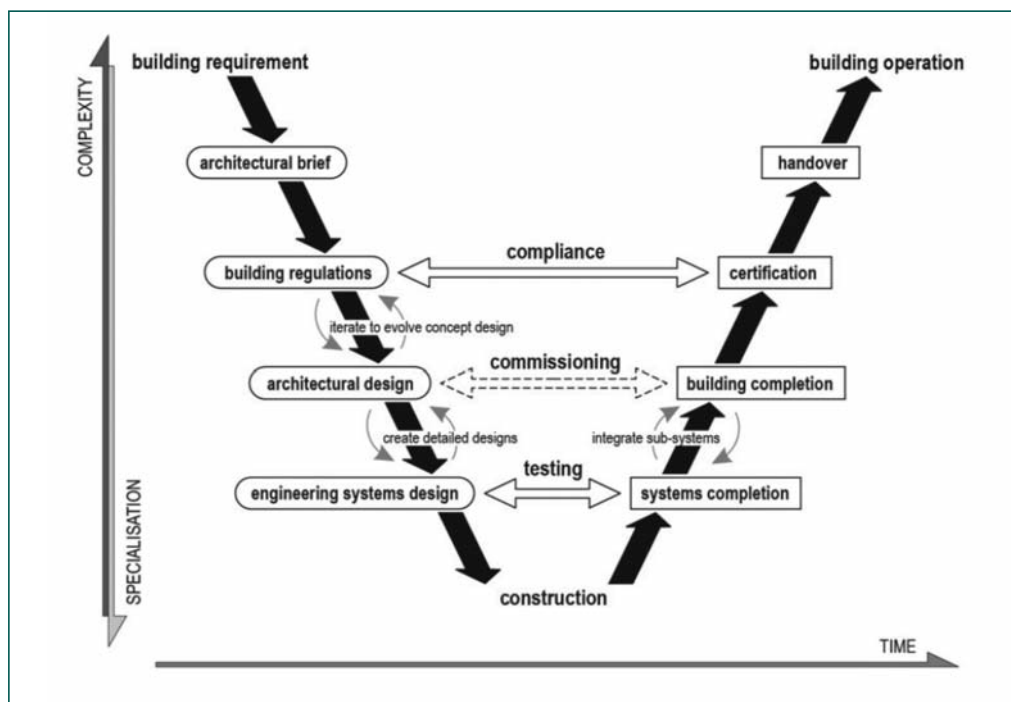 building requirement
building operation
COMPLEXITY
architectural brief
handover
compliance
building regulations
certification
iterate to evolve concept design
commissioning
architectural design
building completion
create detailed designs
integrate sub-systems
testing
engineering systems design
systems completion
SPECIALISATION
construction
TIME